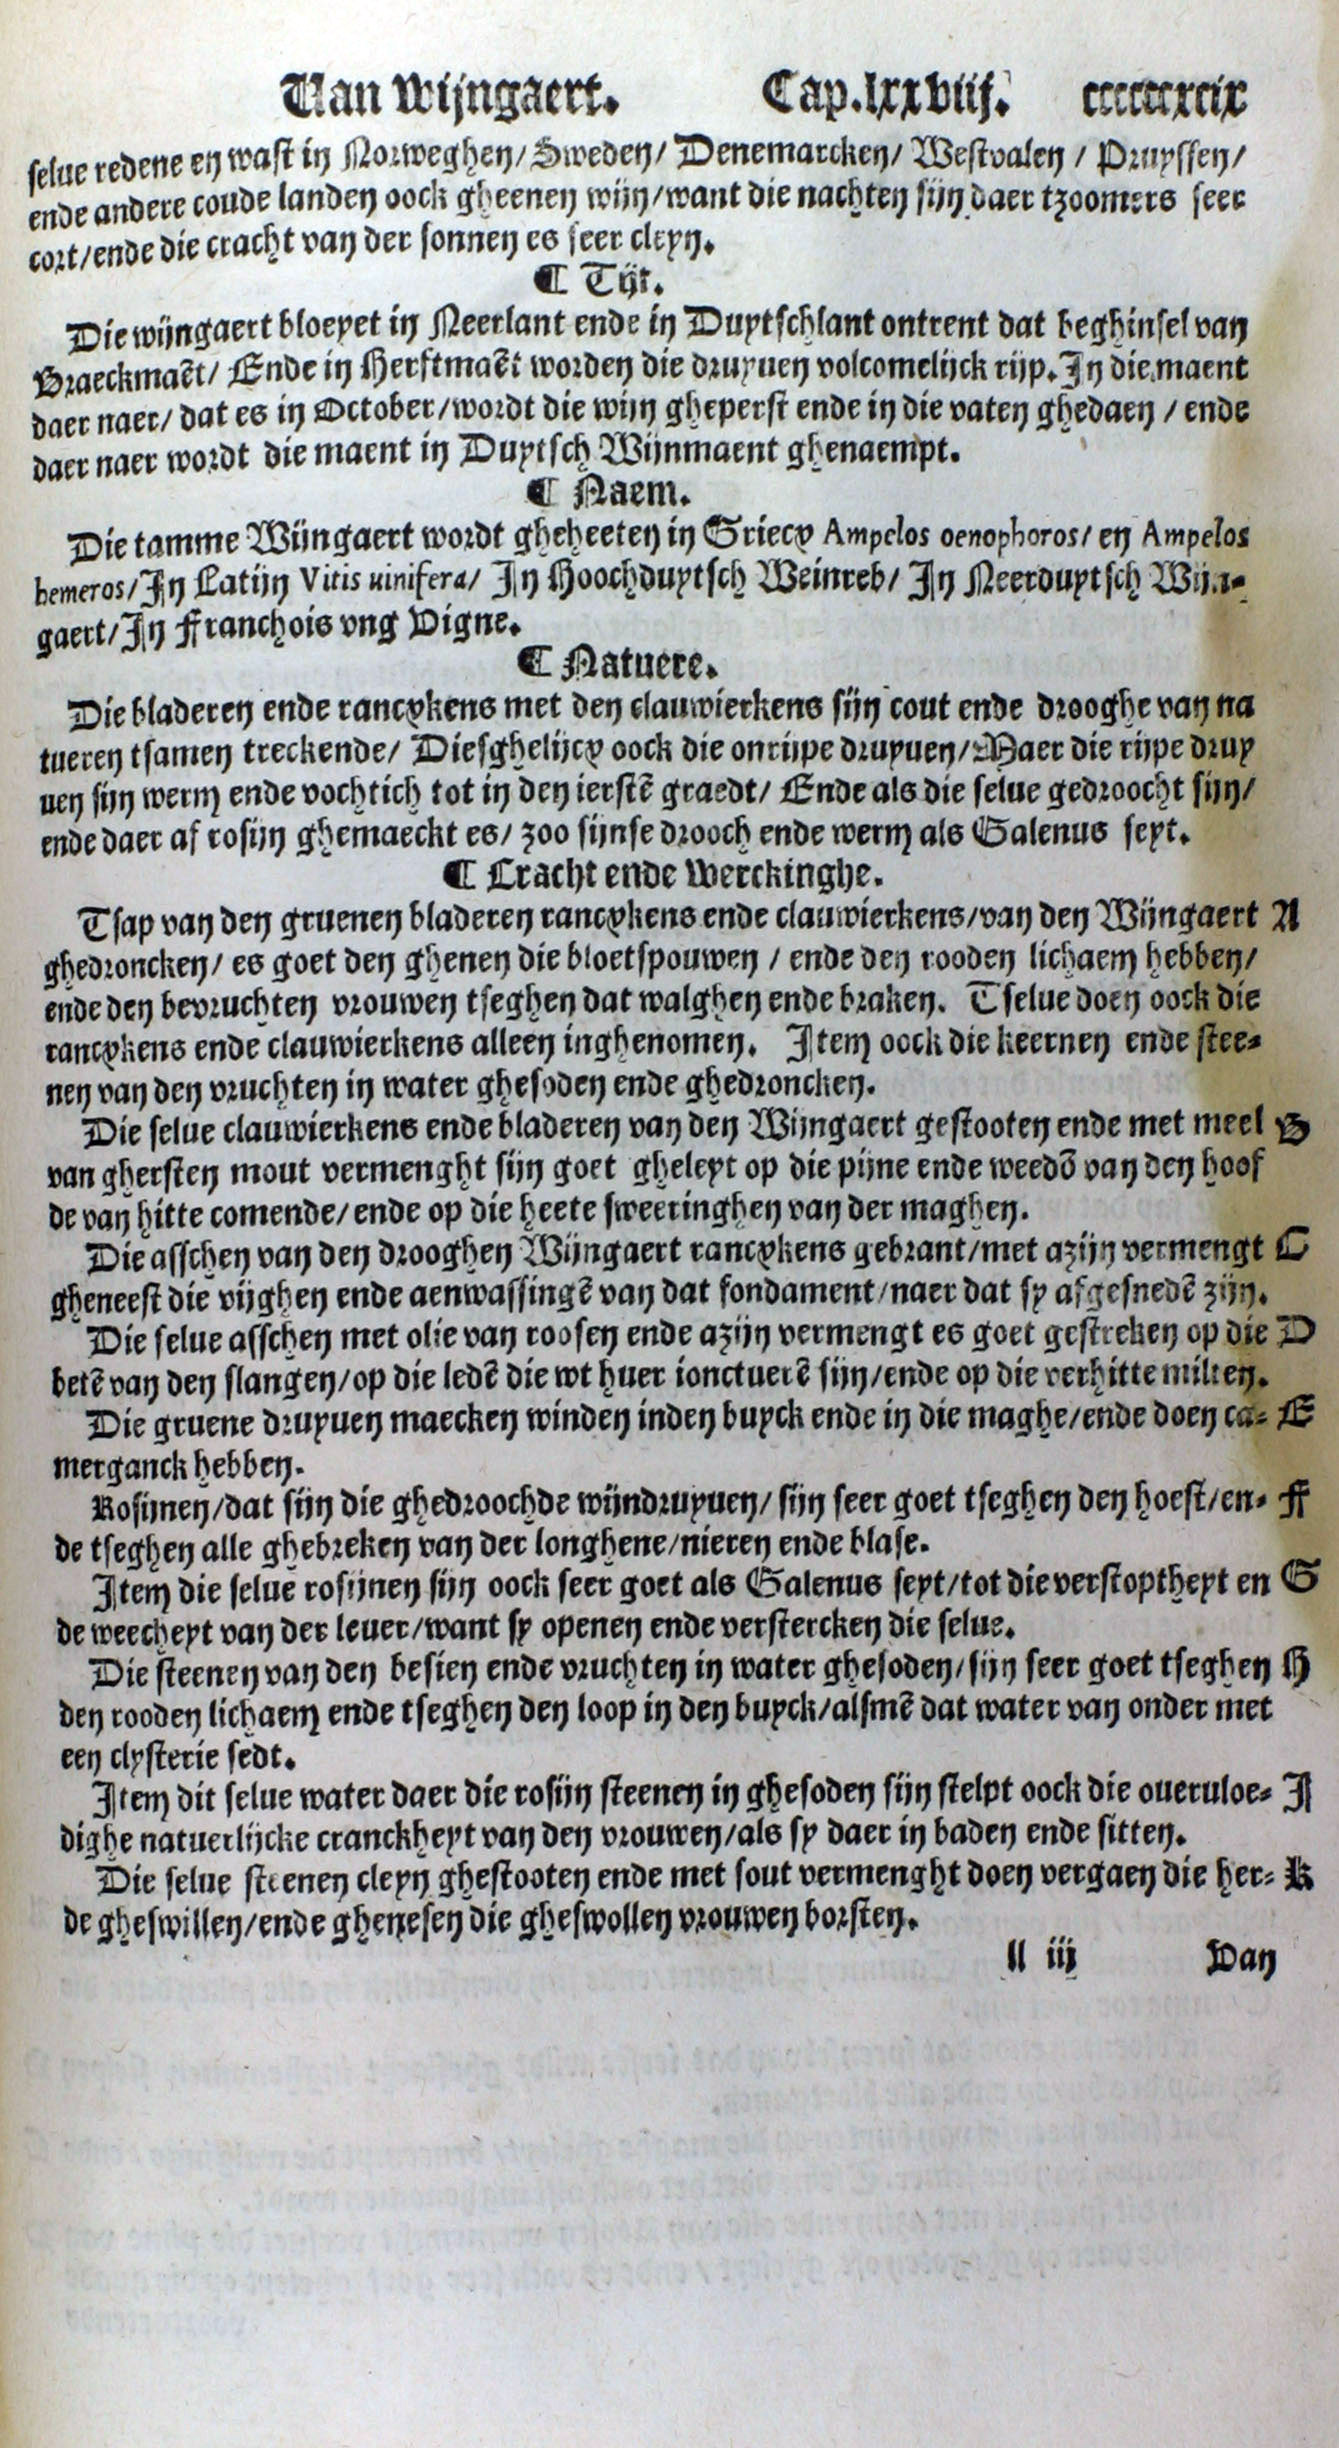 Van Wijngaert. Cap.lxxviij. ccccccxcix
selue redene en wast in Norweghen/ Sweden/ Denemarcken/ Westvalen / Pruyssen/
ende andere coude landen oock gheenen wijn/want die nachten sijn daer tzoomers seer
cort/ende die cracht van der sonnen es seer cleyn.
¶ Tijt.
Die wijngaert bloeyet in Neerlant ende in Duytschlant ontrent dat beghinsel van
Braeckmaēt/ Ende in Herftmaēt worden die druyuen volcomelijck rijp. In die maent
daer naer/ dat es in October/wordt die wijn gheperst ende in die vaten ghedaen / ende
daer naer wordt die maent in Duytsch Wijnmaent ghenaempt.
¶ Naem.
Die tamme Wijngaert wordt gheheeten in Griecx Ampelos oenophoros/ en Ampelos
hemeros/ In Latijn Vitis uinifera/ In Hoochduytsch Weinreb/ In Neerduytsch Wijn-
gaert/ In Franchois vng Vigne.
¶ Natuere.
Die bladeren ende rancxkens met den clauwierkens sijn cout ende drooghe van na
tueren tsamen treckende/ Diesghelijcx oock die onrijpe druyuen/ Maer die rijpe druy
uen sijn werm ende vochtich tot in den ierstē graedt/ Ende als die selue gedroocht sijn/
ende daer af rosijn ghemaeckt es/ zoo sijnse drooch ende werm als Galenus seyt.
¶ Cracht ende Werckinghe.
Tsap van den gruenen bladeren rancxkens ende clauwierkens/van den Wijngaert A
ghedroncken/ es goet den ghenen die bloetspouwen / ende den rooden lichaem hebben/
ende den bevruchten vrouwen tseghen dat walghen ende braken. Tselue doen oock die
rancxkens ende clauwierkens alleen inghenomen. Item oock die keernen ende stee-
nen van den vruchten in water ghesoden ende ghedroncken.
Die selue clauwierkens ende bladeren van den Wijngaert gestooten ende met meel B
van ghersten mout vermenght sijn goet gheleyt op die pijne ende weedō van den hoof
de van hitte comende/ ende op die heete sweeringhen van der maghen.
Die asschen van den drooghen Wijngaert rancxkens gebrant/met azijn vermengt C
gheneest die vijghen ende aenwassingē van dat fondament/naer dat sy afgesnedē zijn.
Die selue asschen met olie van roosen ende azijn vermengt es goet gestreken op die D
betē van den slangen/op die ledē die wt huer ionctuerē sijn/ende op die verhitte milten.
Die gruene druyuen maecken winden inden buyck ende in die maghe/ende doen ca- E
merganck hebben.
Rosijnen/dat sijn die ghedroochde wijndruyuen/ sijn seer goet tseghen den hoest/en- F
de tseghen alle ghebreken van der longhene/nieren ende blase.
Item die selue rosijnen sijn oock seer goet als Galenus seyt/tot die verstoptheyt en G
de weecheyt van der leuer/want sy openen ende verstercken die selue.
Die steenen van den besien ende vruchten in water ghesoden/sijn seer goet tseghen H
den rooden lichaem ende tseghen den loop in den buyck/alsmē dat water van onder met
een clysterie sedt.
Item dit selue water daer die rosijn steenen in ghesoden sijn stelpt oock die oueruloe- I
dighe natuerlijcke cranckheyt van den vrouwen/als sy daer in baden ende sitten.
Die selue steenen cleyn ghestooten ende met sout vermenght doen vergaen die her- K
de gheswillen/ende ghenesen die gheswollen vrouwen borsten.
ll iij Van